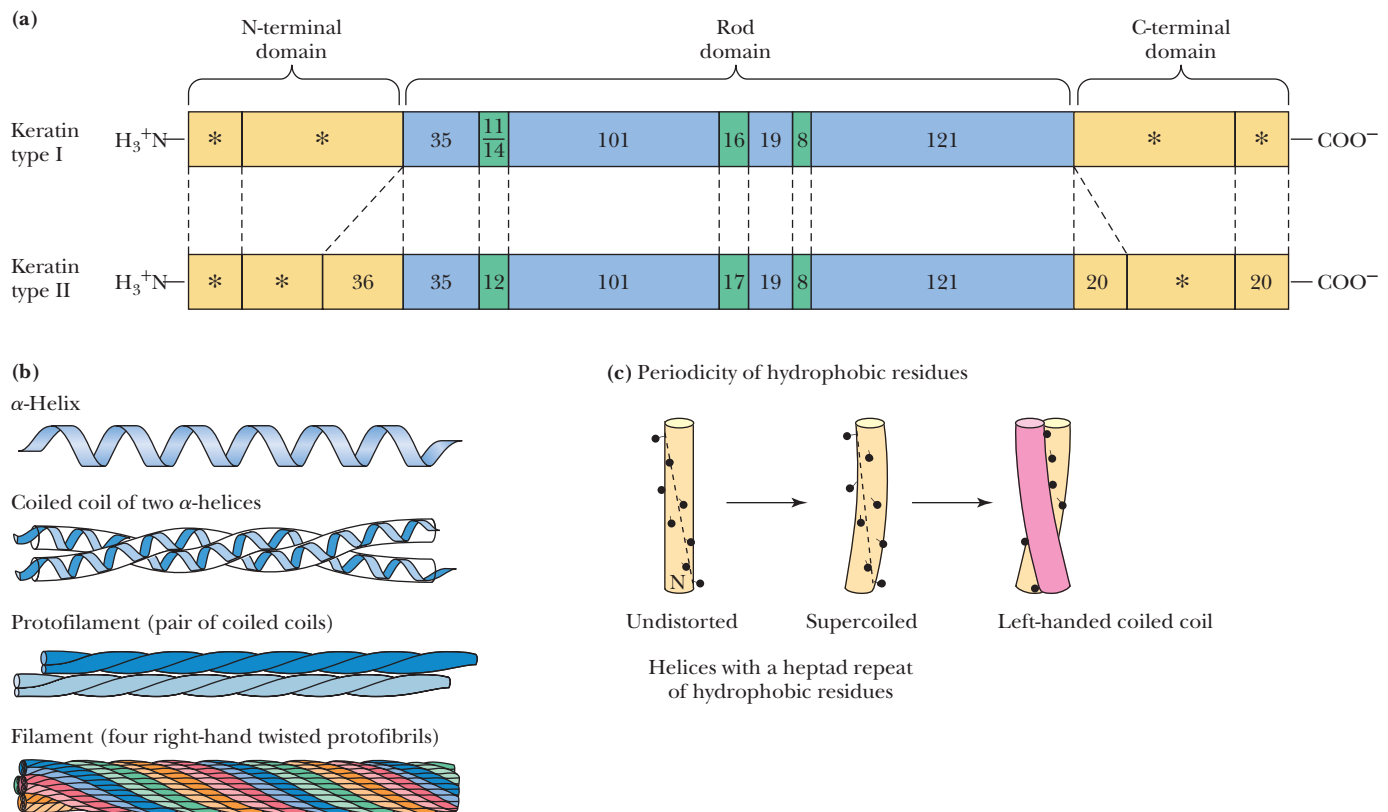 (a)
N-terminal
domain
Rod
domain
C-terminal
domain
Keratin
type I
H₃⁺N
* * 35 11/14 101 16 19 8 121 * *
COO⁻
Keratin
type II
H₃⁺N
* * 36 35 12 101 17 19 8 121 20 * 20
COO⁻
(b)
α-Helix
Coiled coil of two α-helices
Protofilament (pair of coiled coils)
Filament (four right-hand twisted protofibrils)
(c) Periodicity of hydrophobic residues
N
Undistorted
Supercoiled
Left-handed coiled coil
Helices with a heptad repeat
of hydrophobic residues